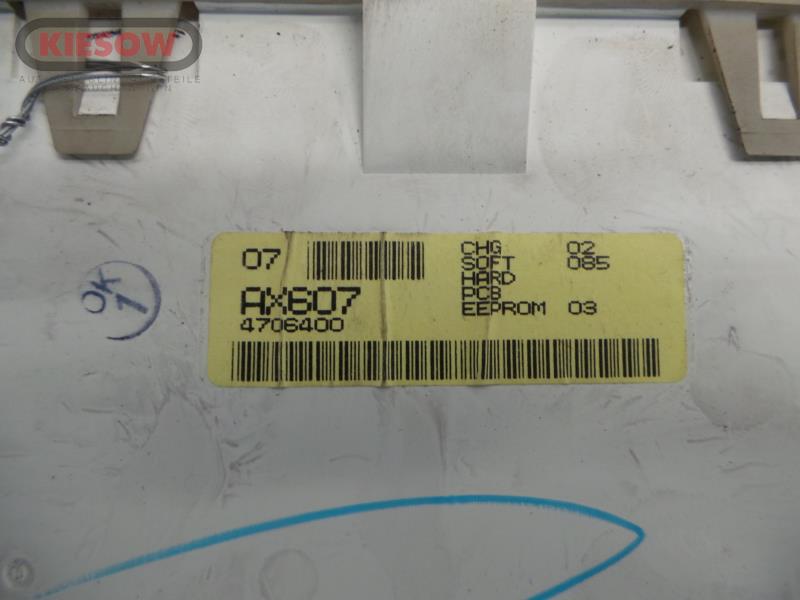 KIESOW
OK
1
07
AX607
4706400
CHG 02
SOFT 085
HARD
PCB
EEPROM 03